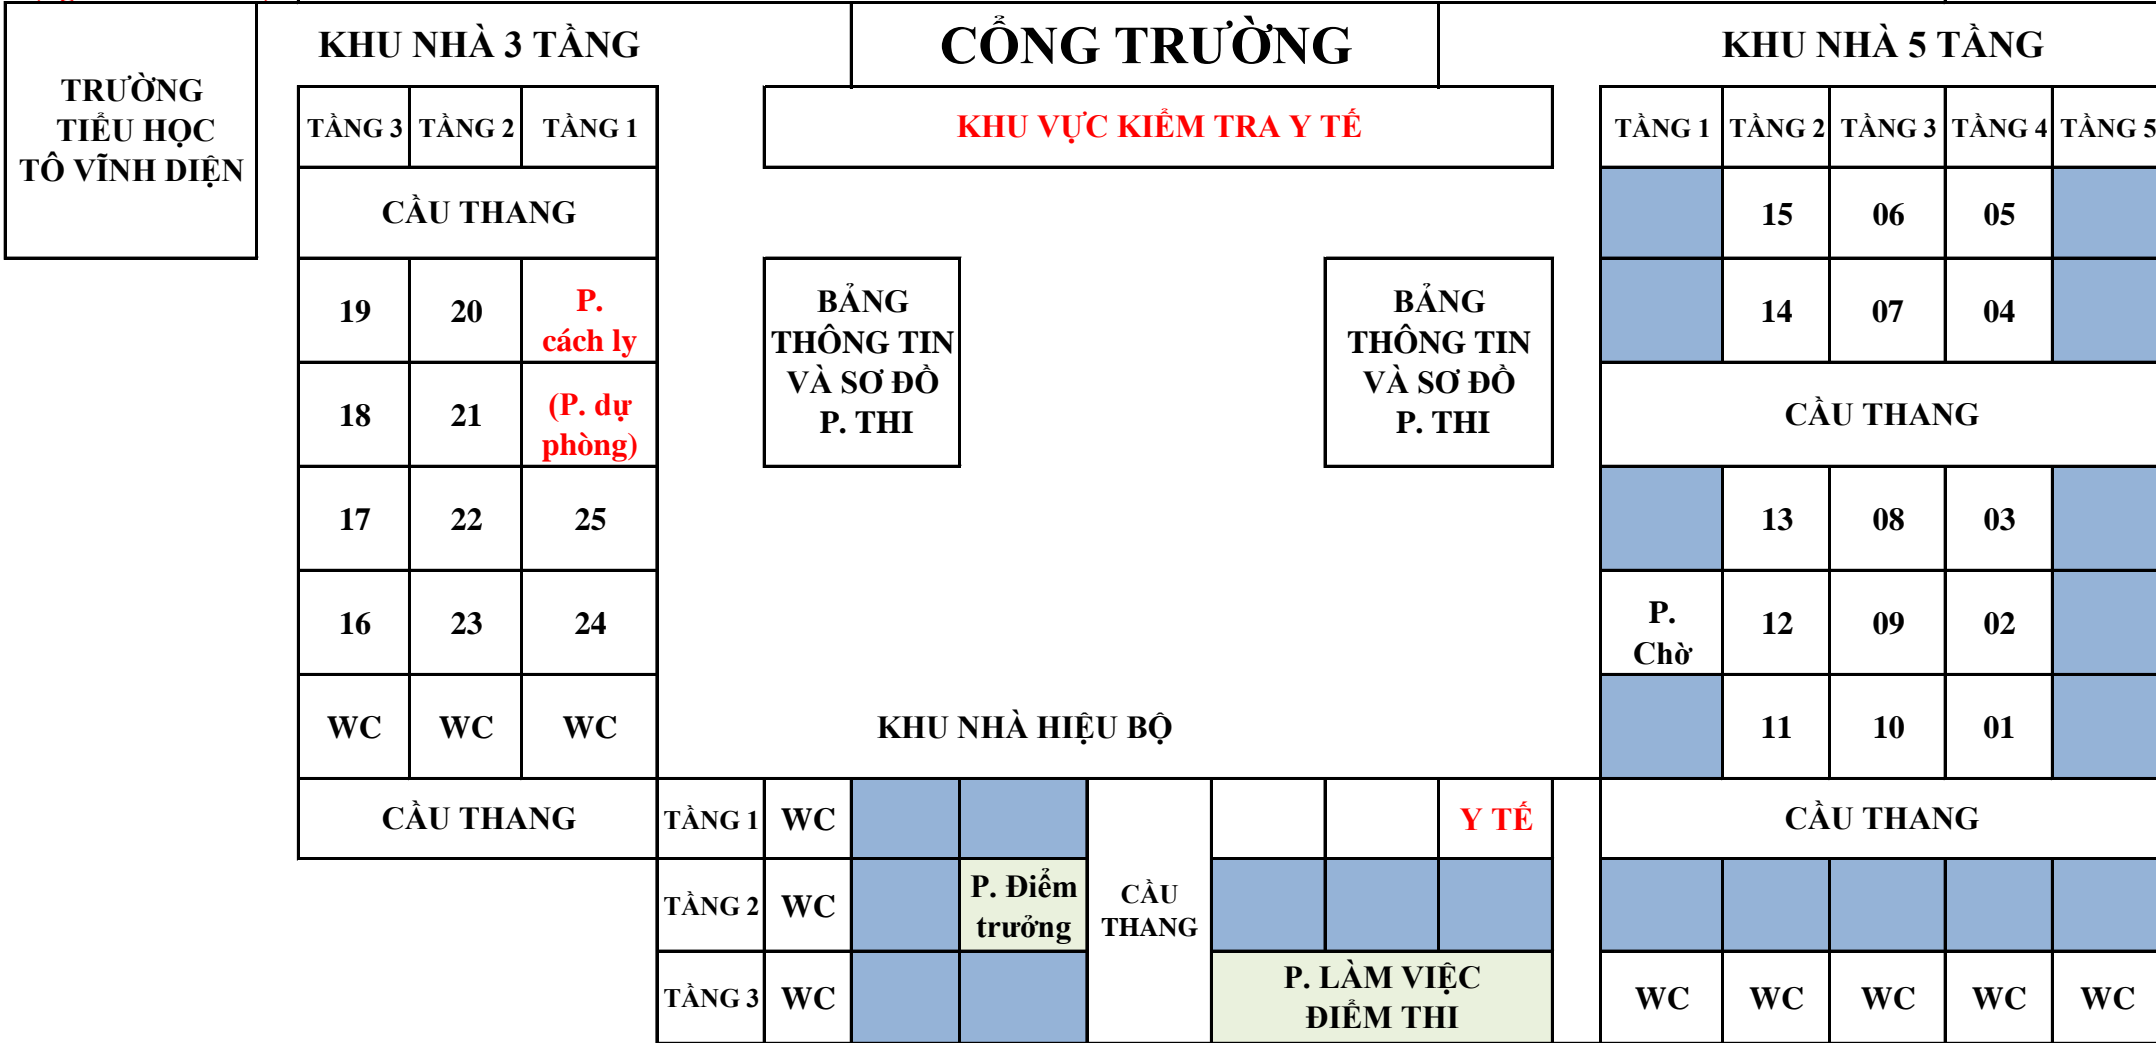 KHU NHÀ 3 TẦNG
CỔNG TRƯỜNG
KHU NHÀ 5 TẦNG
TRƯỜNG
TIỂU HỌC
TÔ VĨNH DIỆN
TẦNG 3 TẦNG 2 TẦNG 1
KHU VỰC KIỂM TRA Y TẾ
TẦNG 1 TẦNG 2 TẦNG 3 TẦNG 4 TẦNG 5
CẦU THANG
15 06 05
19 20 P.
cách ly
BẢNG
THÔNG TIN
VÀ SƠ ĐỒ
P. THI
BẢNG
THÔNG TIN
VÀ SƠ ĐỒ
P. THI
14 07 04
18 21 (P. dự
phòng)
CẦU THANG
17 22 25
13 08 03
16 23 24
P.
Chờ
12 09 02
WC WC WC
KHU NHÀ HIỆU BỘ
11 10 01
CẦU THANG
TẦNG 1 WC
Y TẾ
CẦU THANG
TẦNG 2 WC
P. Điểm
trưởng
CẦU
THANG
TẦNG 3 WC
P. LÀM VIỆC
ĐIỂM THI
WC WC WC WC WC